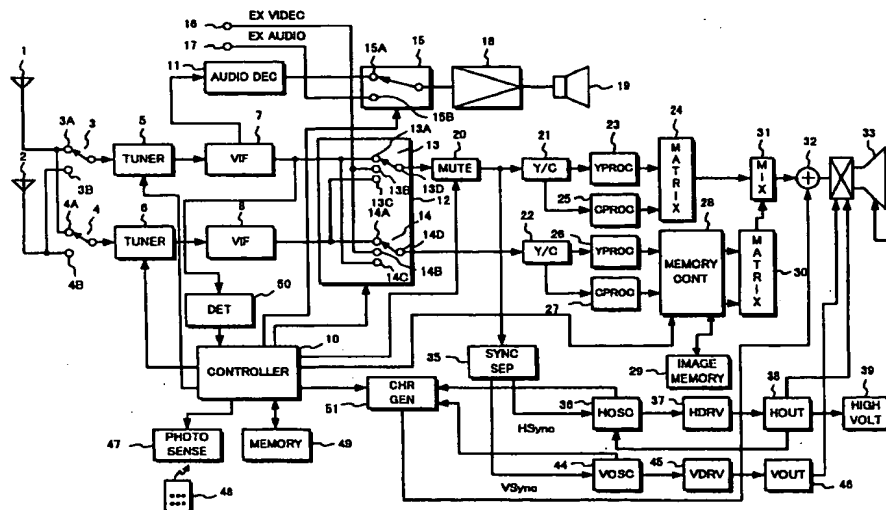 EX VIDEC
16
EX AUDIO
17
1
11
AUDIO DEC
15A
15
15B
18
19
3A
3
5
7
13A
20
21
23
24
31
32
33
2
TUNER
VIF
13
MUTE
Y/C
YPROC
MATRIX
MIX
3B
13B
13D
13C
12
25
CPROC
28
4A
4
6
8
14A
14
14D
22
26
TUNER
VIF
Y/C
YPROC
MEMORY
CONT
MATRIX
4B
14C
14B
CPROC
30
50
27
DET
10
35
CONTROLLER
SYNC
SEP
29
IMAGE
MEMORY
38
39
CHR
GEN
51
36
HOSC
37
HDRV
HOUT
HIGH
VOLT
HSync
47
PHOTO
SENSE
MEMORY
49
44
VOSC
45
VDRV
VOUT
46
48
VSync